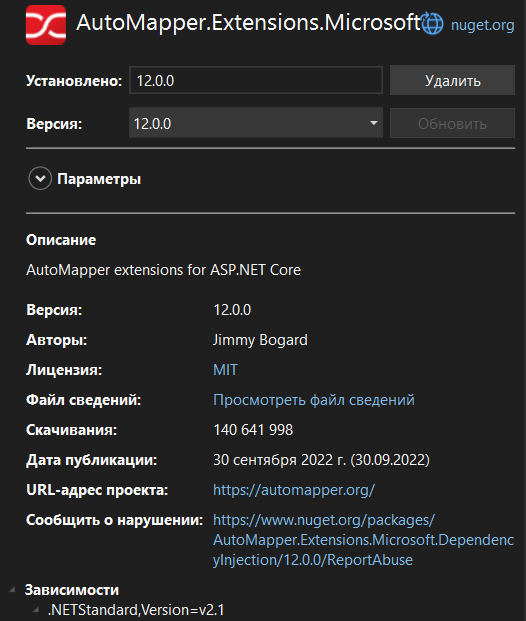 AutoMapper.Extensions.Microsoft nuget.org
Установлено: 12.0.0 Удалить
Версия: 12.0.0 Обновить
Параметры
Описание
AutoMapper extensions for ASP.NET Core
Версия: 12.0.0
Авторы: Jimmy Bogard
Лицензия: MIT
Файл сведений: Просмотреть файл сведений
Скачивания: 140 641 998
Дата публикации: 30 сентября 2022 г. (30.09.2022)
URL-адрес проекта: https://automapper.org/
Сообщить о нарушении: https://www.nuget.org/packages/
AutoMapper.Extensions.Microsoft.Dependenc
yInjection/12.0.0/ReportAbuse
Зависимости
.NETStandard,Version=v2.1